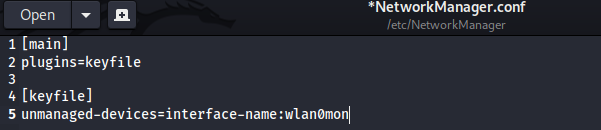 Open
*NetworkManager.conf
/etc/NetworkManager
1 [main]
2 plugins=keyfile
3
4 [keyfile]
5 unmanaged-devices=interface-name:wlan0mon